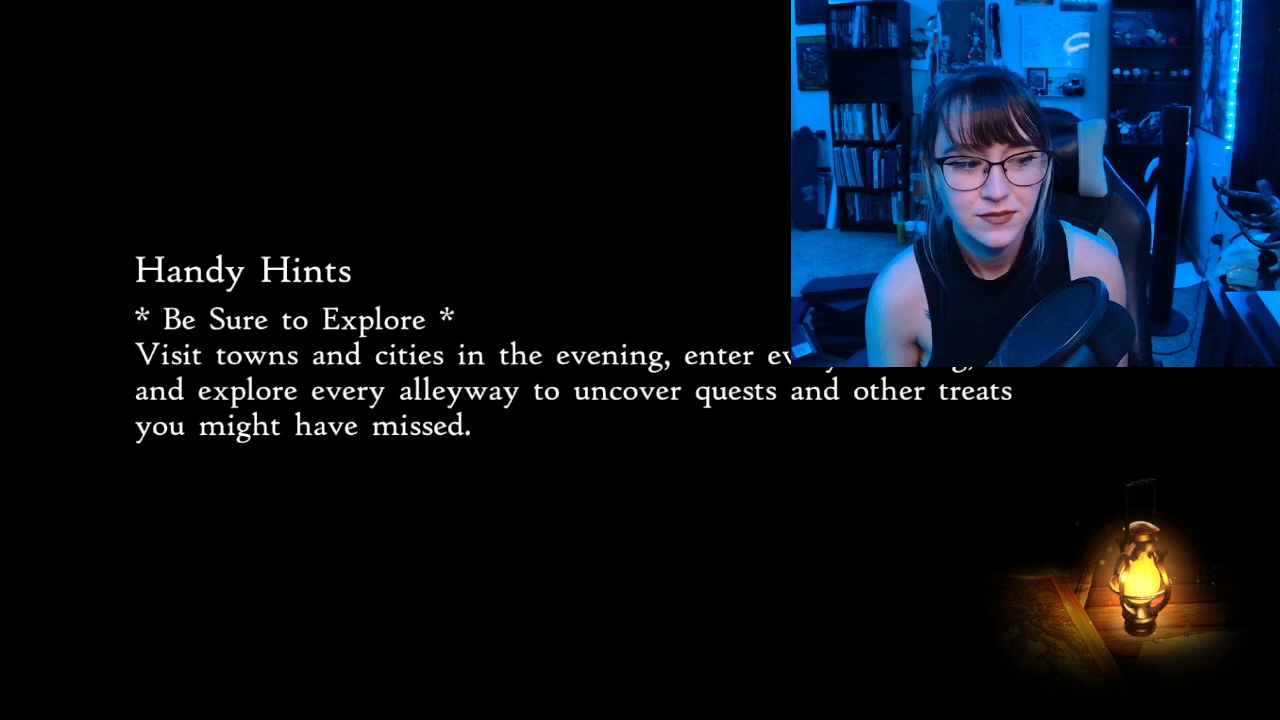 Handy Hints
* Be Sure to Explore *
Visit towns and cities in the evening, enter
and explore every alleyway to uncover quests and other treats
you might have missed.